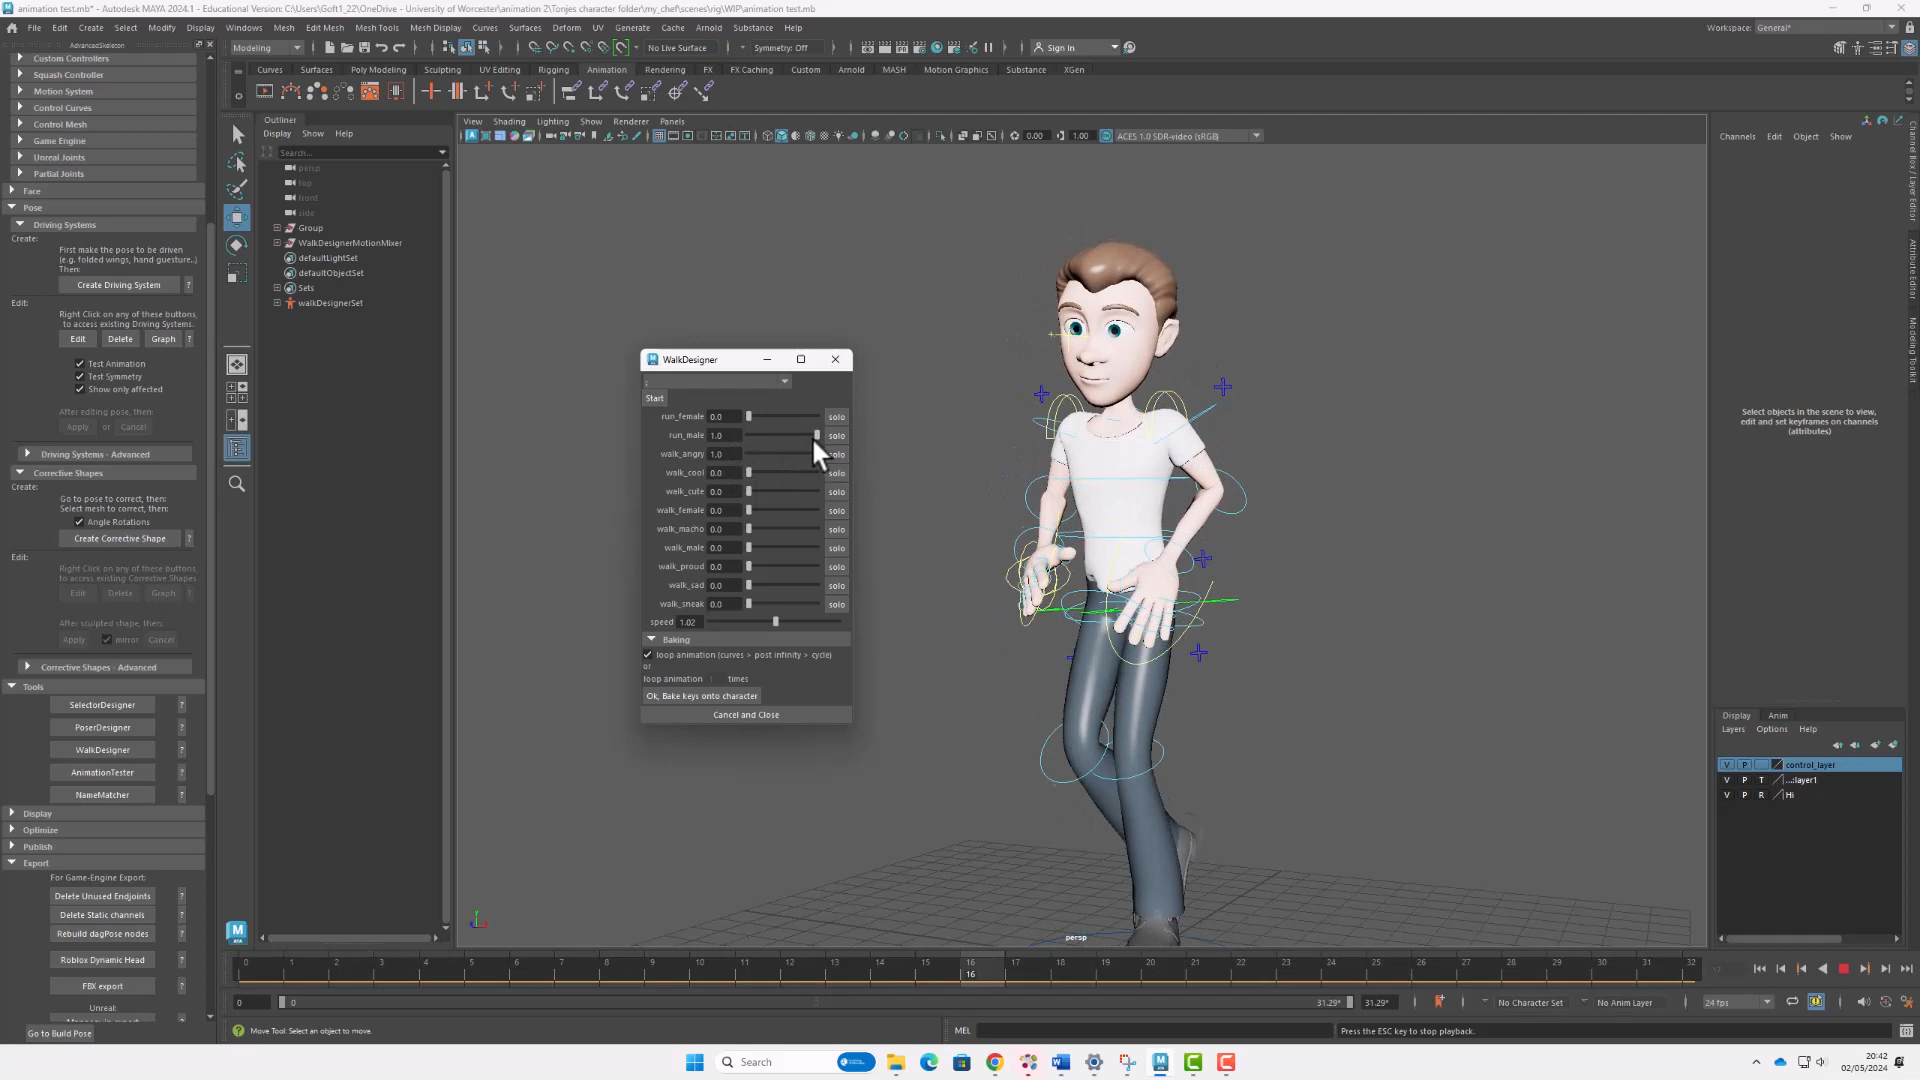 animation test.mb* - Autodesk MAYA 2024.1 - Educational Version: C:\Users\Goft1_22\OneDrive - University of Worcester\animation 2\Tonjes character folder\my_chef\scenes\rig\WIP\animation test.mb
File Edit Create Select Modify Display Windows Mesh Edit Mesh Mesh Tools Mesh Display Curves Surfaces Deform UV Generate Cache Arnold Substance Help
Workspace: General*
AdvancedSkeleton
Modeling
No Live Surface
Symmetry: Off
Sign In
Curves Surfaces Poly Modeling Sculpting UV Editing Rigging Animation Rendering FX FX Caching Custom Arnold MASH Motion Graphics Substance XGen
Custom Controllers
Squash Controller
Motion System
Control Curves
Control Mesh
Game Engine
Unreal Joints
Partial Joints
Face
Pose
Driving Systems
Create:
First make the pose to be driven
(e.g. folded wings, hand guesture..)
Then:
Create Driving System ?
Edit:
Right Click on any of these buttons,
to access existing Driving Systems.
Edit Delete Graph ?
Test Animation
Test Symmetry
Show only affected
After editing pose, then:
Apply or Cancel
Driving Systems - Advanced
Corrective Shapes
Create:
Go to pose to correct, then:
Select mesh to correct, then:
Angle Rotations
Create Corrective Shape ?
Edit:
Right Click on any of these buttons,
to access existing Corrective Shapes
Edit Delete Graph ?
After sculpted shape, then:
Apply mirror Cancel
Corrective Shapes - Advanced
Tools
SelectorDesigner ?
PoserDesigner ?
WalkDesigner ?
AnimationTester ?
NameMatcher ?
Display
Optimize
Publish
Export
For Game-Engine Export:
Delete Unused Endpoints ?
Delete Static channels ?
Rebuild dagPose nodes ?
Roblox Dynamic Head ?
FBX export ?
Unreal:
Go to Build Pose
Outliner
Display Show Help
Search...
persp
top
front
side
Group
WalkDesignerMotionMixer
defaultLightSet
defaultObjectSet
Sets
walkDesignerSet
View Shading Lighting Show Renderer Panels
0.00 1.00 ACES 1.0 SDR-video (sRGB)
WalkDesigner
:
Start
run_female 0.0 solo
run_male 1.0 solo
walk_angry 1.0 solo
walk_cool 0.0 solo
walk_cute 0.0 solo
walk_female 0.0 solo
walk_macho 0.0 solo
walk_male 0.0 solo
walk_proud 0.0 solo
walk_sad 0.0 solo
walk_sneak 0.0 solo
speed 1.02
Baking
loop animation (curves > post infinity > cycle)
or
loop animation times
Ok, Bake keys onto character
Cancel and Close
persp
Channels Edit Object Show
Select objects in the scene to view,
edit and set keyframes on channels
(attributes)
Channel Box / Layer Editor
Attribute Editor
Modeling Toolkit
Display Anim
Layers Options Help
V P control_layer
V P T ...:layer1
V P R Hi
0 1 2 3 4 5 6 7 8 9 10 11 12 13 14 15 16 17 18 19 20 21 22 23 24 25 26 27 28 29 30 31 32
16
0 0 31.29* 31.29* No Character Set No Anim Layer 24 fps
Move Tool: Select an object to move.
MEL
Press the ESC key to stop playback.
Search
20:42
02/05/2024